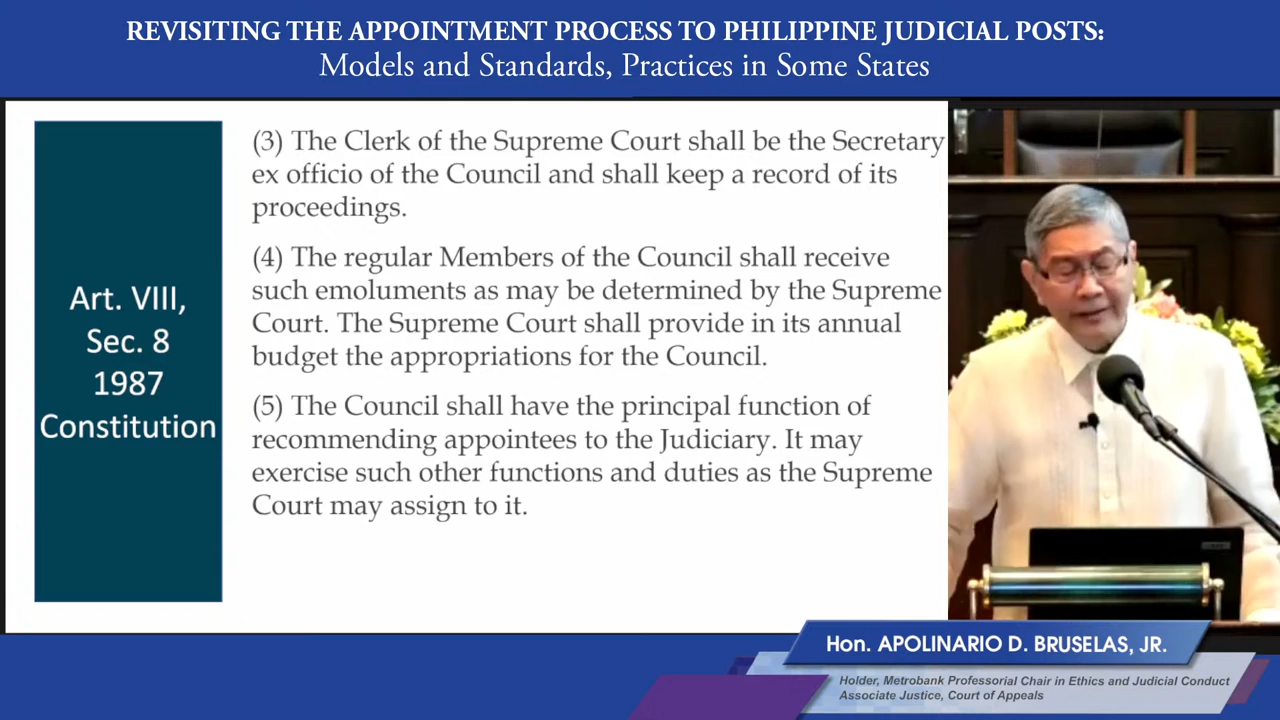 REVISITING THE APPOINTMENT PROCESS TO PHILIPPINE JUDICIAL POSTS:
Models and Standards, Practices in Some States
Art. VIII,
Sec. 8
1987
Constitution
(3) The Clerk of the Supreme Court shall be the Secretary
ex officio of the Council and shall keep a record of its
proceedings.
(4) The regular Members of the Council shall receive
such emoluments as may be determined by the Supreme
Court. The Supreme Court shall provide in its annual
budget the appropriations for the Council.
(5) The Council shall have the principal function of
recommending appointees to the Judiciary. It may
exercise such other functions and duties as the Supreme
Court may assign to it.
Hon. APOLINARIO D. BRUSELAS, JR.
Holder, Metrobank Professorial Chair in Ethics and Judicial Conduct
Associate Justice, Court of Appeals